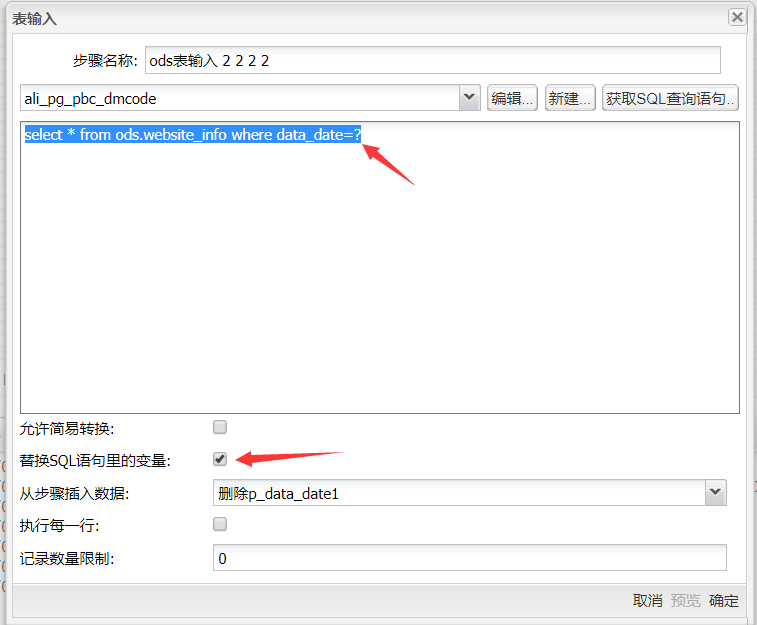 表输入
步骤名称: ods表输入 2 2 2 2
ali_pg_pbc_dmcode 编辑... 新建... 获取SQL查询语句..
select * from ods.website_info where data_date=?
允许简易转换:
替换SQL语句里的变量:
从步骤插入数据: 删除p_data_date1
执行每一行:
记录数量限制: 0
取消 预览 确定